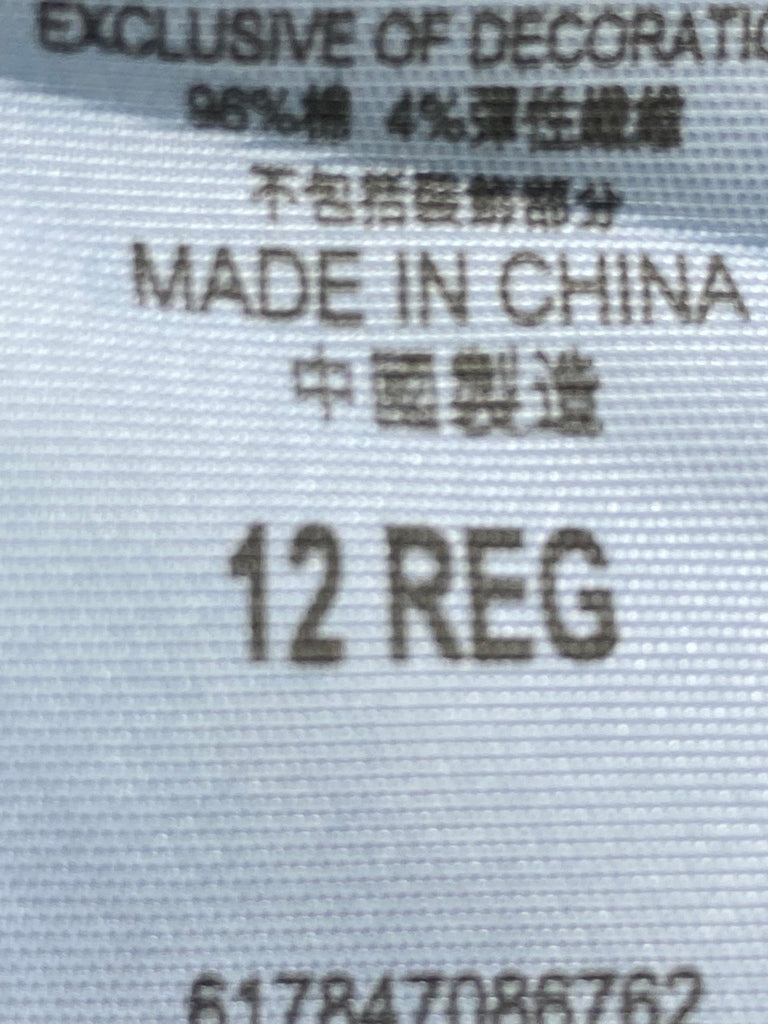 EXCLUSIVE OF DECORATIO
96%棉 4%彈性纖維
不包括裝飾部分
MADE IN CHINA
中國製造
12 REG
617847086762